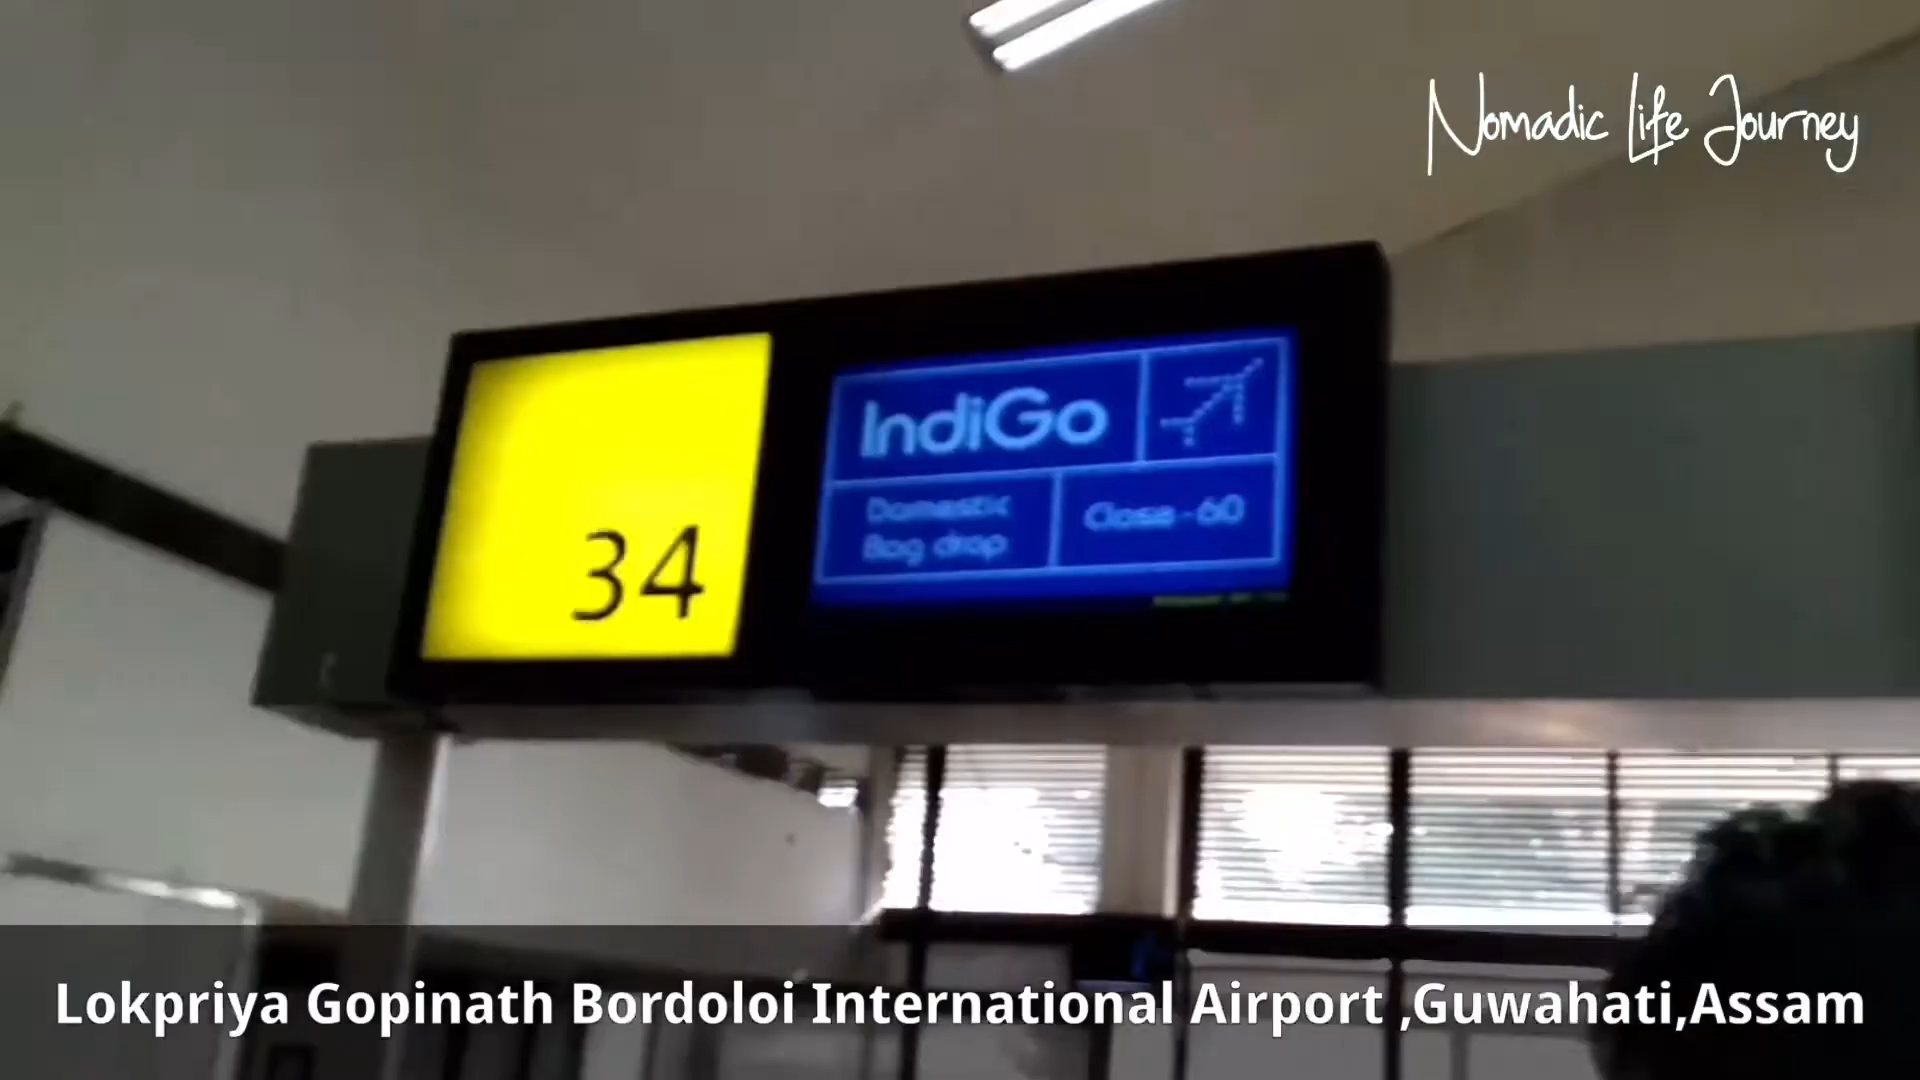 Nomadic Life Journey
34
IndiGo
Domestic
Bag drop
Close - 60
Lokpriya Gopinath Bordoloi International Airport ,Guwahati,Assam